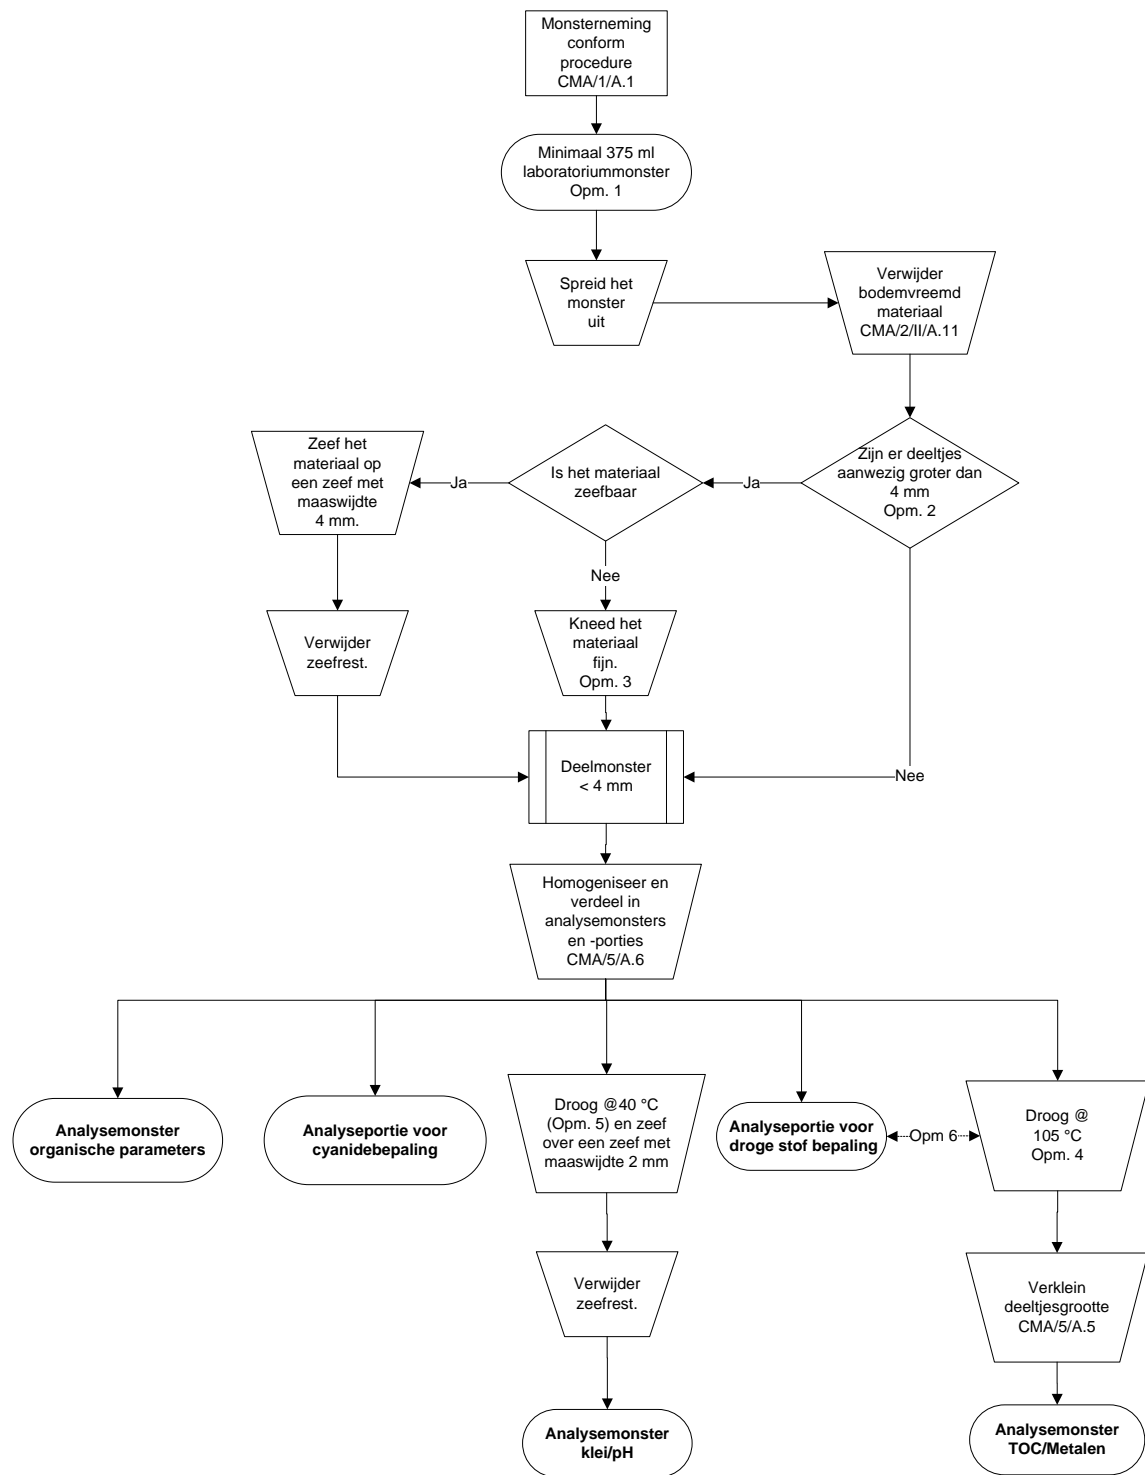 Monsterneming
conform
procedure
CMA/1/A.1
Minimaal 375 ml
laboratoriummonster
Opm. 1
Spreid het
monster
uit
Verwijder
bodemvreemd
materiaal
CMA/2/II/A.11
Zijn er deeltjes
aanwezig groter dan
4 mm
Opm. 2
Ja
Is het materiaal
zeefbaar
Ja
Zeef het
materiaal op
een zeef met
maaswijdte
4 mm.
Nee
Verwijder
zeefrest.
Kneed het
materiaal
fijn.
Opm. 3
Nee
Deelmonster
< 4 mm
Homogeniseer en
verdeel in
analysemonsters
en -porties
CMA/5/A.6
Analysemonster
organische parameters
Analyseportie voor
cyanidebepaling
Droog @40 °C
(Opm. 5) en zeef
over een zeef met
maaswijdte 2 mm
Analyseportie voor
droge stof bepaling
Opm 6
Droog @
105 °C
Opm. 4
Verwijder
zeefrest.
Verklein
deeltjesgrootte
CMA/5/A.5
Analysemonster
klei/pH
Analysemonster
TOC/Metalen